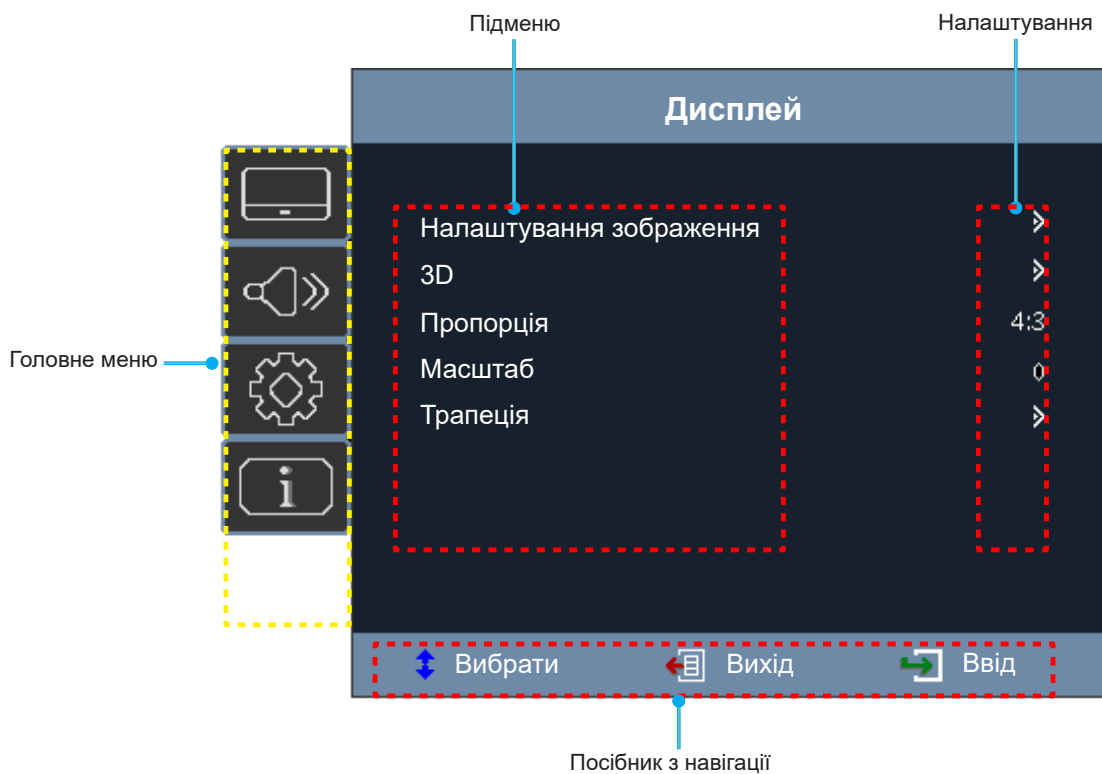 Підменю
Налаштування
Дисплей
Налаштування зображення
3D
Пропорція 4:3
Головне меню
Масштаб 0
Трапеція
i
Вибрати Вихід Ввід
Посібник з навігації